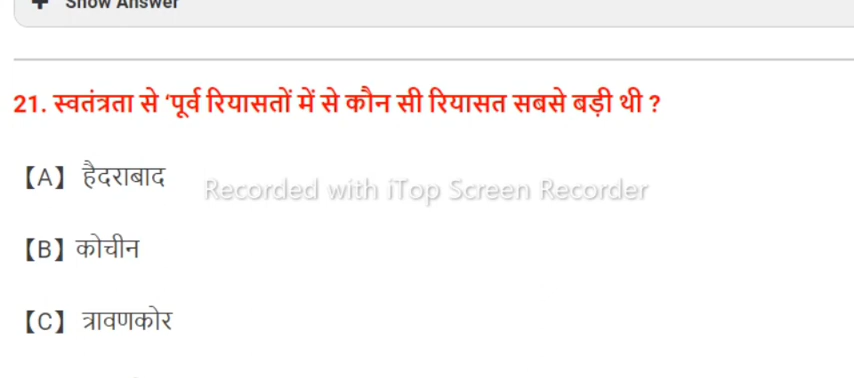 + Show Answer
21. स्वतंत्रता से ‘पूर्व रियासतों में से कौन सी रियासत सबसे बड़ी थी ?
【A】 हैदराबाद
Recorded with iTop Screen Recorder
【B】 कोचीन
【C】 त्रावणकोर